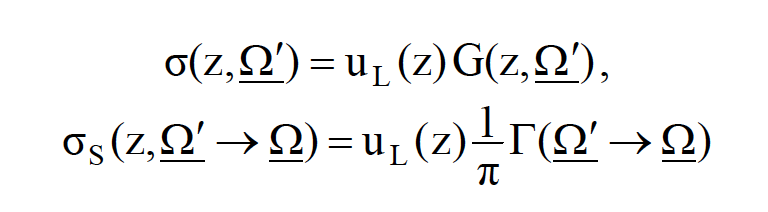 σ(z,Ω′) = u_L(z)G(z,Ω′),
σ_S(z,Ω′ → Ω) = u_L(z) 1/π Γ(Ω′ → Ω)